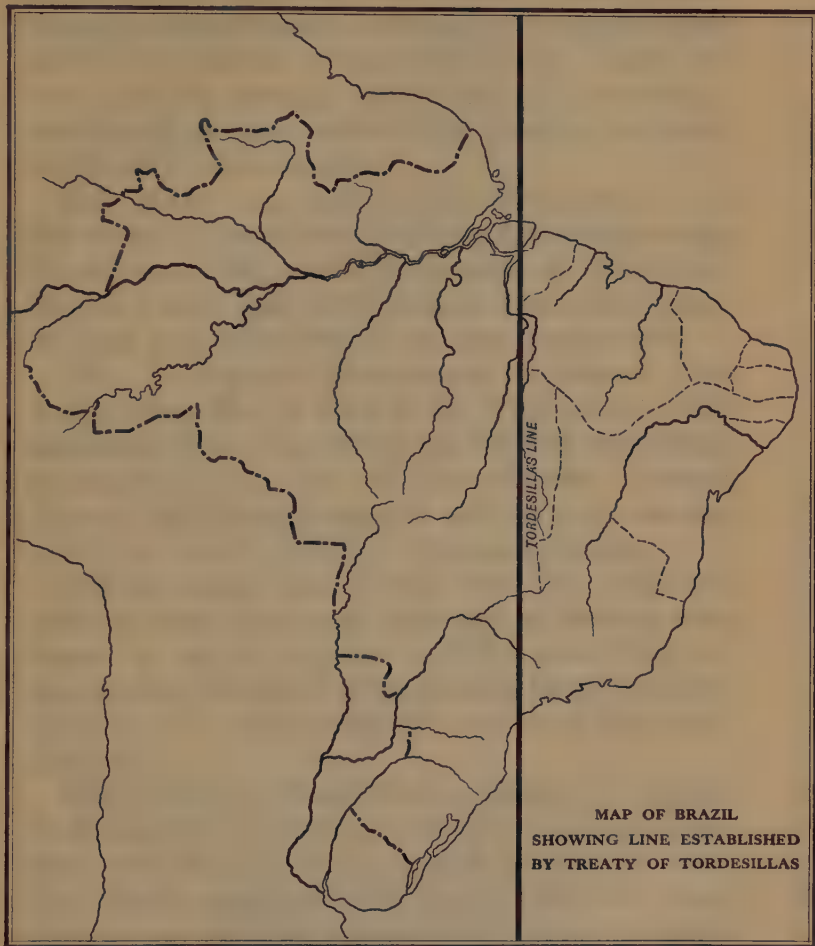 TORDESILLAS LINE
MAP OF BRAZIL
SHOWING LINE ESTABLISHED
BY TREATY OF TORDESILLAS